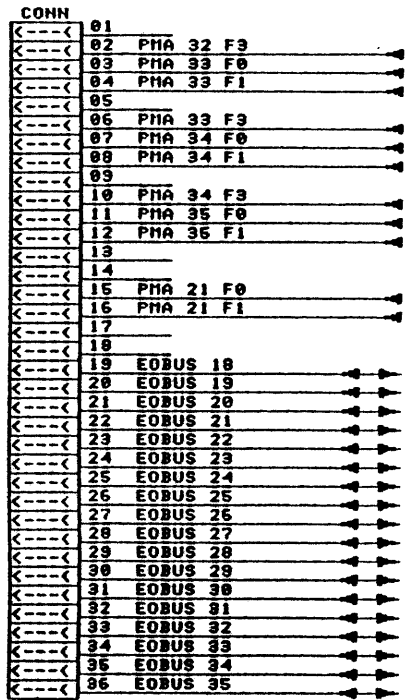 CONN
<---< 01
<---< 02 PMA 32 F3
<---< 03 PMA 33 F0
<---< 04 PMA 33 F1
<---< 05
<---< 06 PMA 33 F3
<---< 07 PMA 34 F0
<---< 08 PMA 34 F1
<---< 09
<---< 10 PMA 34 F3
<---< 11 PMA 35 F0
<---< 12 PMA 35 F1
<---< 13
<---< 14
<---< 15 PMA 21 F0
<---< 16 PMA 21 F1
<---< 17
<---< 18
<---< 19 EOBUS 18
<---< 20 EOBUS 19
<---< 21 EOBUS 20
<---< 22 EOBUS 21
<---< 23 EOBUS 22
<---< 24 EOBUS 23
<---< 25 EOBUS 24
<---< 26 EOBUS 25
<---< 27 EOBUS 26
<---< 28 EOBUS 27
<---< 29 EOBUS 28
<---< 30 EOBUS 29
<---< 31 EOBUS 30
<---< 32 EOBUS 31
<---< 33 EOBUS 32
<---< 34 EOBUS 33
<---< 35 EOBUS 34
<---< 36 EOBUS 35